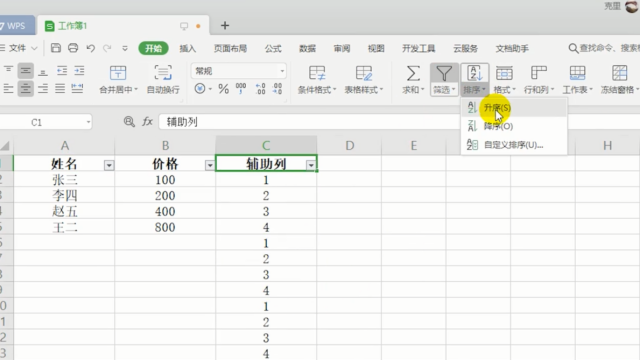 克里
WPS 工作簿1
文件 开始 插入 页面布局 公式 数据 审阅 视图 开发工具 云服务 文档助手 查找命令、搜索
常规
合并居中 自动换行 % 000 条件格式 表格样式 求和 筛选 排序 格式 行和列 工作表 冻结窗格
升序(S)
降序(O)
自定义排序(U)...
C1 fx 辅助列
A B C D E H
1 姓名 价格 辅助列
2 张三 100 1
3 李四 200 2
4 赵五 400 3
5 王二 800 4
6 1
7 2
8 3
9 4
10 1
11 2
12 3
13 4